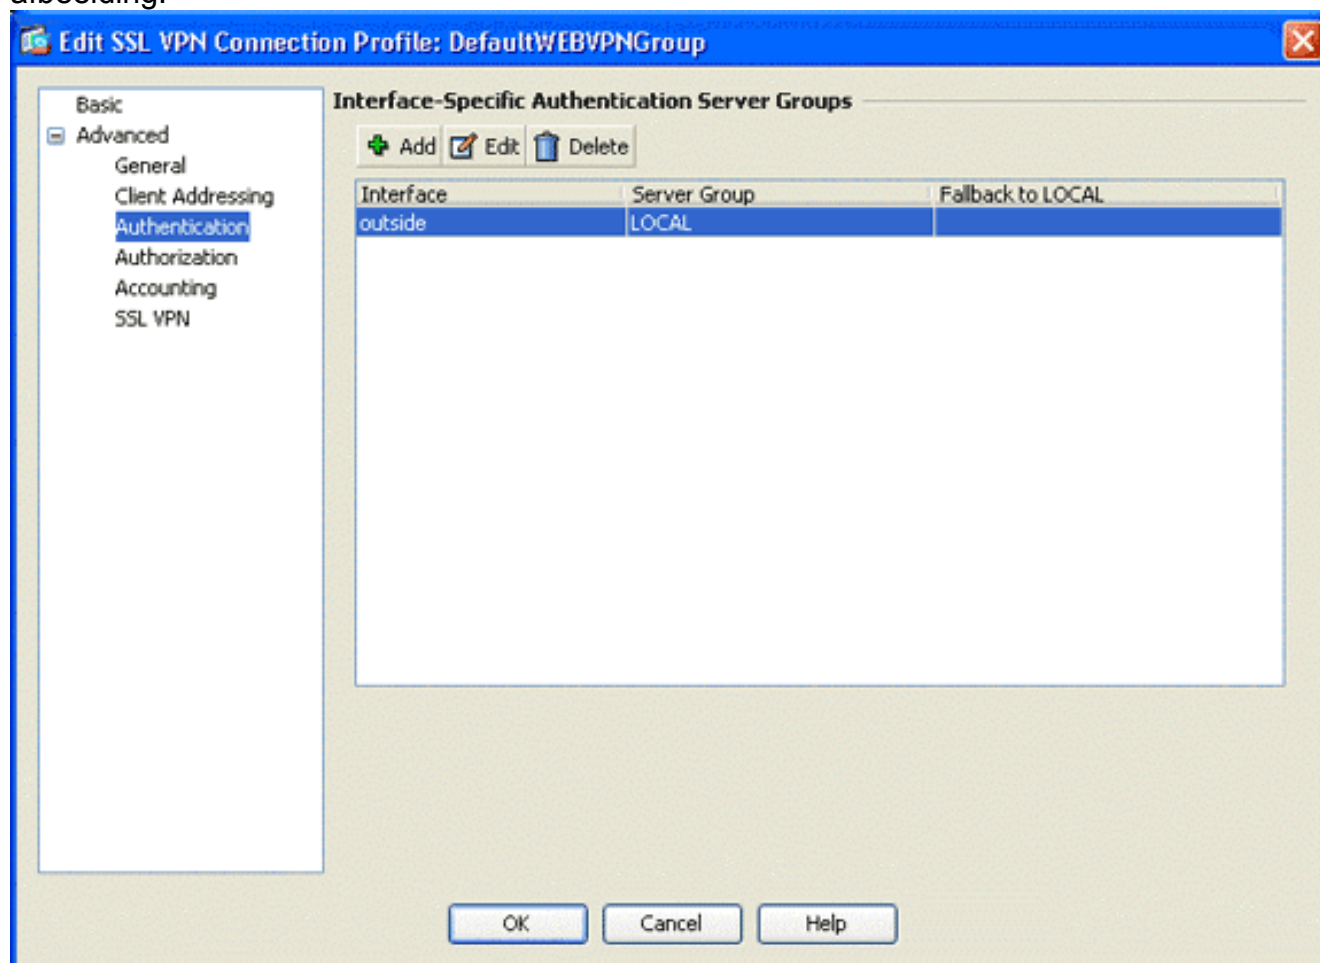 afbeelding.
Edit SSL VPN Connection Profile: DefaultWEBVPNGroup
Basic
Advanced
General
Client Addressing
Authentication
Authorization
Accounting
SSL VPN
Interface-Specific Authentication Server Groups
Add Edit Delete
Interface Server Group Fallback to LOCAL
outside LOCAL
OK Cancel Help